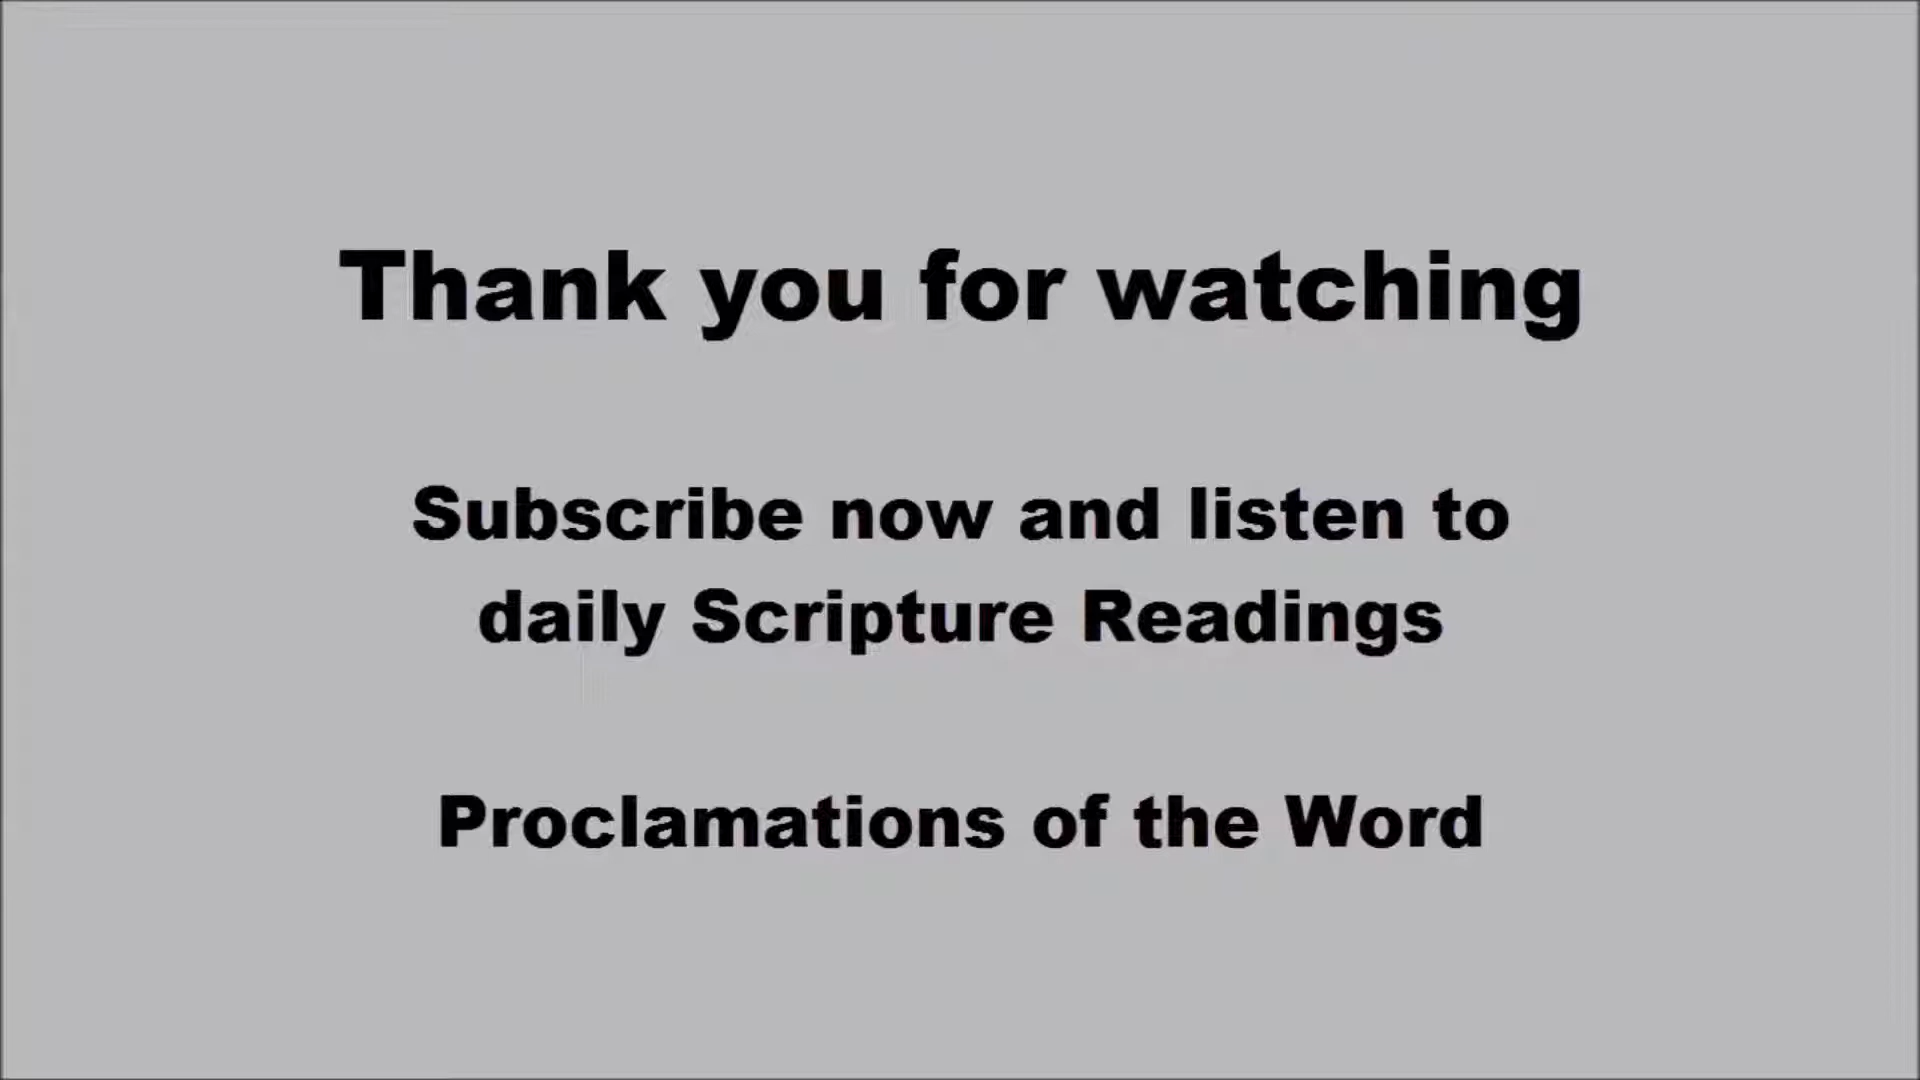 Thank you for watching
Subscribe now and listen to
daily Scripture Readings
Proclamations of the Word